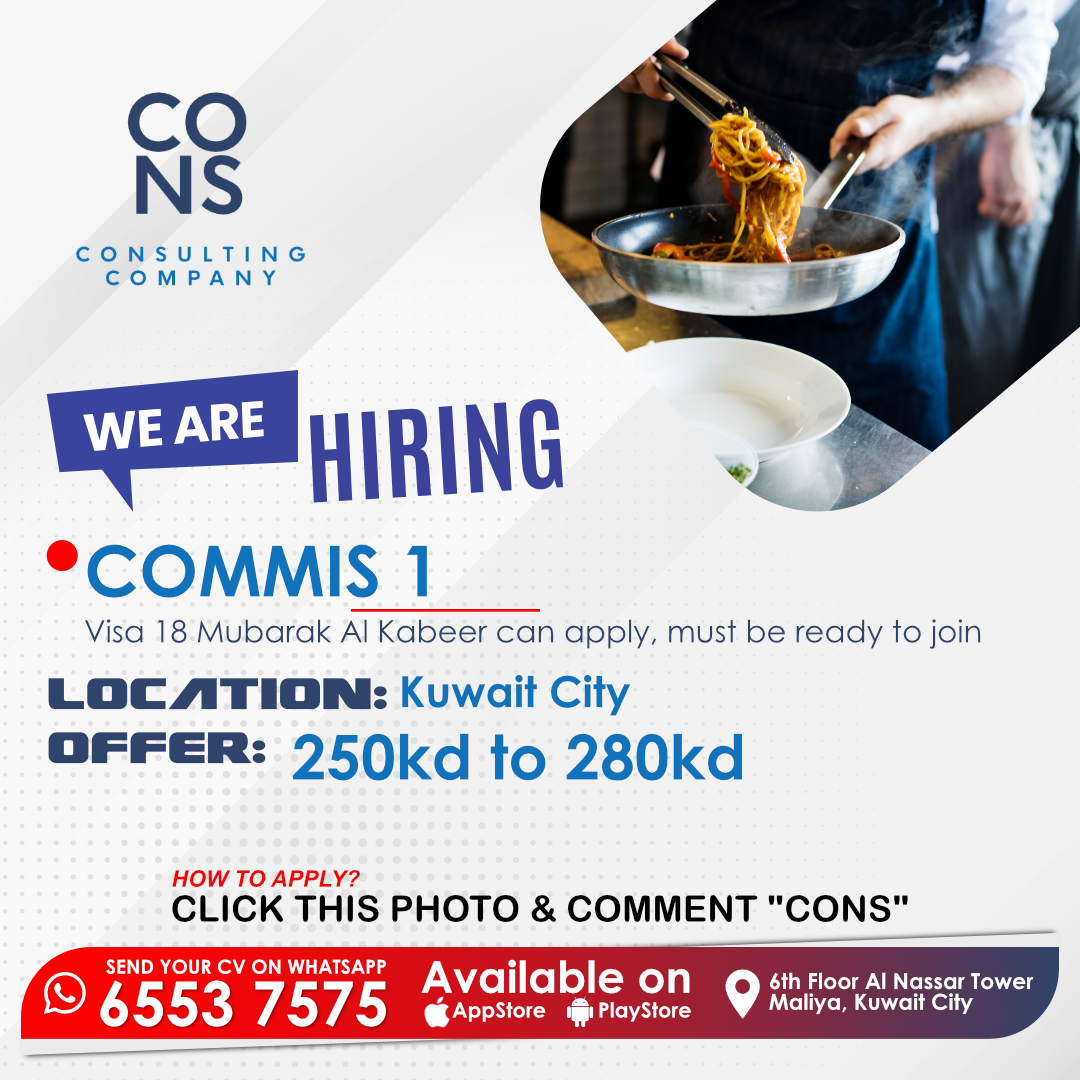 CO
NS
CONSULTING
COMPANY
WE ARE
HIRING
COMMIS 1
Visa 18 Mubarak Al Kabeer can apply, must be ready to join
LOCATION: Kuwait City
OFFER: 250kd to 280kd
HOW TO APPLY?
CLICK THIS PHOTO & COMMENT "CONS"
SEND YOUR CV ON WHATSAPP
6553 7575
Available on
AppStore PlayStore
6th Floor Al Nassar Tower
Maliya, Kuwait City